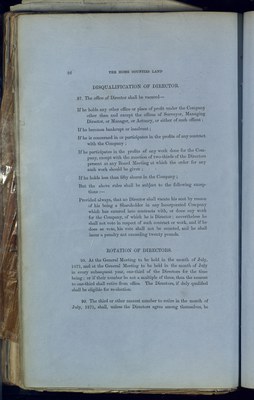 THE HOME COUNTIES LAND
DISQUALIFICATION OF DIRECTOR.
87. The office of Director shall be vacated—
If he holds any other office or place of profit under the Company
other than and except the offices of Surveyor, Managing
Director, or Manager, or Actuary, or either of such offices;
If he becomes bankrupt or insolvent;
If he is concerned in or participates in the profits of any contract
with the Company;
If he participates in the profits of any work done for the Com-
pany, except with the sanction of two-thirds of the Directors
present at any Board Meeting at which the order for any
such work should be given;
If he holds less than fifty shares in the Company;
But the above rules shall be subject to the following excep-
tions:—
Provided always, that no Director shall vacate his seat by reason
of his being a Shareholder in any Incorporated Company
which has entered into contracts with, or done any work
for the Company, of which he is Director; nevertheless he
shall not vote in respect of such contract or work, and if he
does so vote, his vote shall not be counted, and he shall
incur a penalty not exceeding twenty pounds.
ROTATION OF DIRECTORS.
At the General Meeting to be held in the month of July,
and at the General Meeting to be held in the month of July
in every subsequent year, one-third of the Directors for the time
being, or if their number be not a multiple of three, then the nearest
to one-third shall retire from office. The Directors, if duly qualified
shall be eligible for re-election.
The third or other nearest number to retire in the month of
July, shall, unless the Directors agree among themselves, be